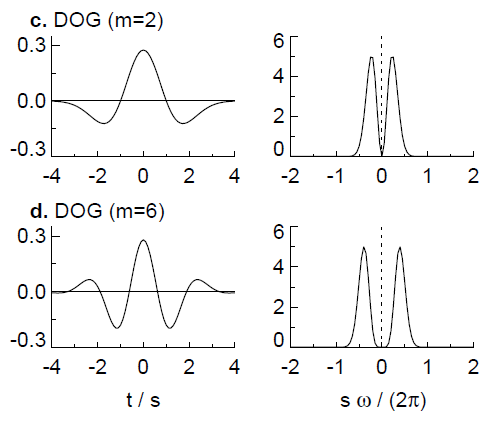 c. DOG (m=2)
0.3
0.0
-0.3
-4 -2 0 2 4
6
4
2
0
-2 -1 0 1 2
d. DOG (m=6)
0.3
0.0
-0.3
-4 -2 0 2 4
t / s
6
4
2
0
-2 -1 0 1 2
s ω / (2π)